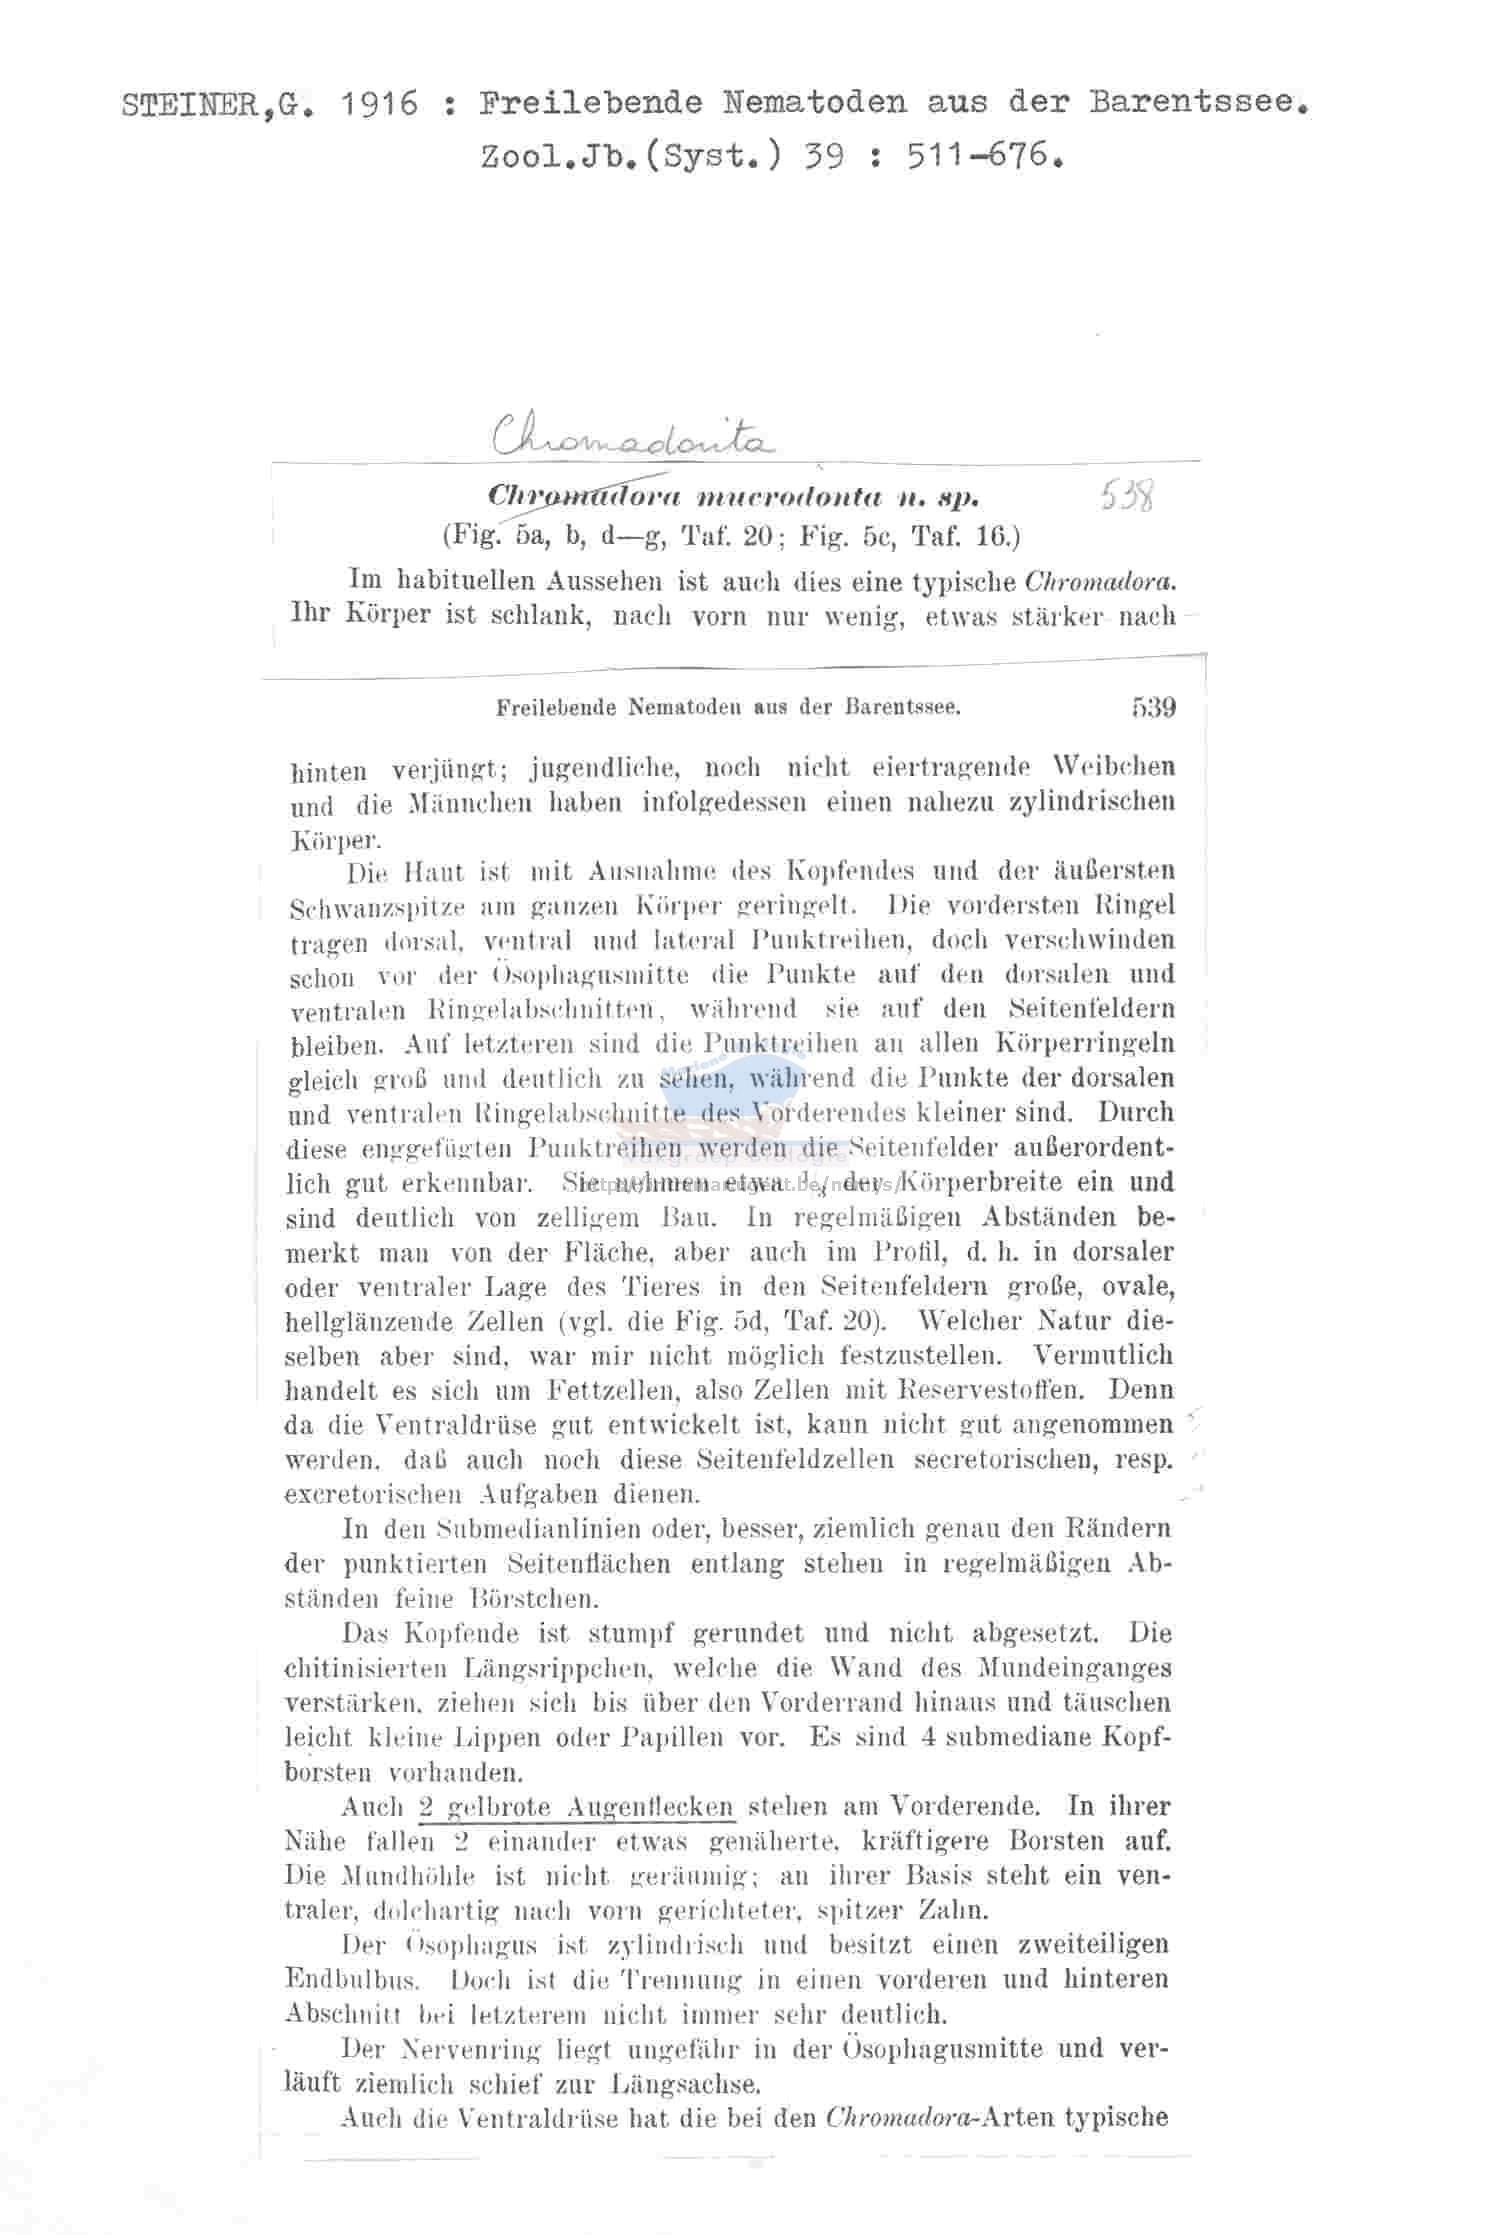 STEINER,G. 1916 : Freilebende Nematoden aus der Barentssee.
Zool.Jb.(Syst.) 39 : 511-676.
Chromadorita
Chromadora mucrodonta n. sp.
538
(Fig. 5a, b, d—g, Taf. 20; Fig. 5c, Taf. 16.)
Im habituellen Aussehen ist auch dies eine typische Chromadora.
Ihr Körper ist schlank, nach vorn nur wenig, etwas stärker nach
Freilebende Nematoden aus der Barentssee. 539
hinten verjüngt; jugendliche, noch nicht eiertragende Weibchen
und die Männchen haben infolgedessen einen nahezu zylindrischen
Körper.
Die Haut ist mit Ausnahme des Kopfendes und der äußersten
Schwanzspitze am ganzen Körper geringelt. Die vordersten Ringel
tragen dorsal, ventral und lateral Punktreihen, doch verschwinden
schon vor der Ösophagusmitte die Punkte auf den dorsalen und
ventralen Ringelabschnitten, während sie auf den Seitenfeldern
bleiben. Auf letzteren sind die Punktreihen an allen Körperringeln
gleich groß und deutlich zu sehen, während die Punkte der dorsalen
und ventralen Ringelabschnitte des Vorderendes kleiner sind. Durch
diese enggefügten Punktreihen werden die Seitenfelder außerordent-
lich gut erkennbar. Sie nehmen etwa 1/3 der Körperbreite ein und
sind deutlich von zelligem Bau. In regelmäßigen Abständen be-
merkt man von der Fläche, aber auch im Profil, d. h. in dorsaler
oder ventraler Lage des Tieres in den Seitenfeldern große, ovale,
hellglänzende Zellen (vgl. die Fig. 5d, Taf. 20). Welcher Natur die-
selben aber sind, war mir nicht möglich festzustellen. Vermutlich
handelt es sich um Fettzellen, also Zellen mit Reservestoffen. Denn
da die Ventraldrüse gut entwickelt ist, kann nicht gut angenommen
werden, daß auch noch diese Seitenfeldzellen secretorischen, resp.
excretorischen Aufgaben dienen.
In den Submedianlinien oder, besser, ziemlich genau den Rändern
der punktierten Seitenflächen entlang stehen in regelmäßigen Ab-
ständen feine Börstchen.
Das Kopfende ist stumpf gerundet und nicht abgesetzt. Die
chitinisierten Längsrippchen, welche die Wand des Mundeinganges
verstärken, ziehen sich bis über den Vorderrand hinaus und täuschen
leicht kleine Lippen oder Papillen vor. Es sind 4 submediane Kopf-
borsten vorhanden.
Auch 2 gelbrote Augenflecken stehen am Vorderende. In ihrer
Nähe fallen 2 einander etwas genäherte, kräftigere Borsten auf.
Die Mundhöhle ist nicht geräumig; an ihrer Basis steht ein ven-
traler, dolchartig nach vorn gerichteter, spitzer Zahn.
Der Ösophagus ist zylindrisch und besitzt einen zweiteiligen
Endbulbus. Doch ist die Trennung in einen vorderen und hinteren
Abschnitt bei letzterem nicht immer sehr deutlich.
Der Nervenring liegt ungefähr in der Ösophagusmitte und ver-
läuft ziemlich schief zur Längsachse.
Auch die Ventraldrüse hat die bei den Chromadora-Arten typische